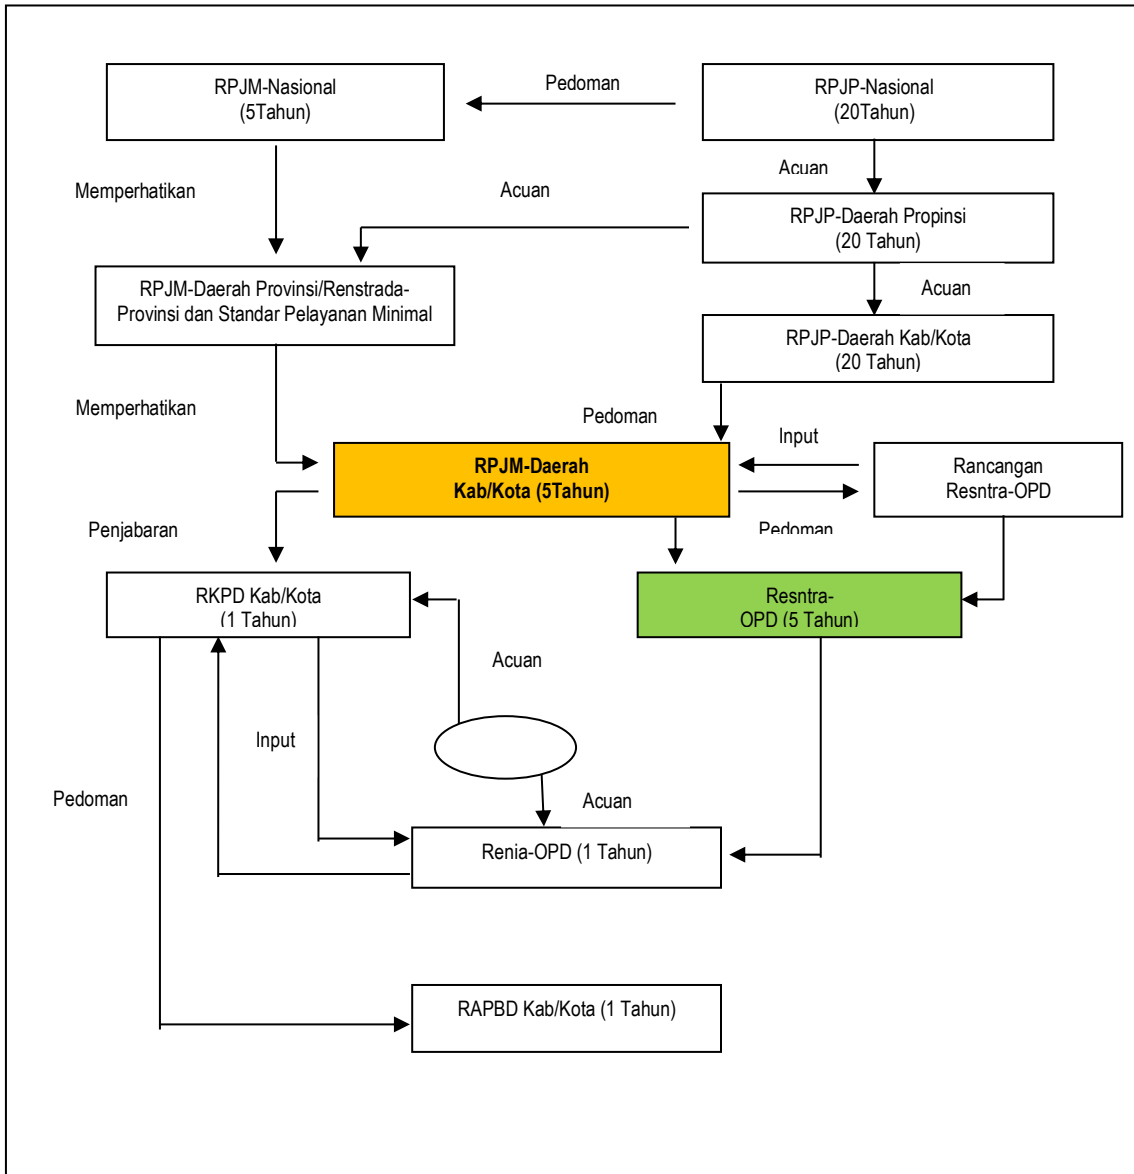 RPJM-Nasional
(5Tahun)
Pedoman
RPJP-Nasional
(20Tahun)
Memperhatikan
Acuan
Acuan
RPJP-Daerah Propinsi
(20 Tahun)
RPJM-Daerah Provinsi/Renstrada-
Provinsi dan Standar Pelayanan Minimal
Acuan
RPJP-Daerah Kab/Kota
(20 Tahun)
Memperhatikan
Pedoman
Input
RPJM-Daerah
Kab/Kota (5Tahun)
Rancangan
Resntra-OPD
Penjabaran
Pedoman
RKPD Kab/Kota
(1 Tahun)
Resntra-
OPD (5 Tahun)
Acuan
Input
Pedoman
Acuan
Renia-OPD (1 Tahun)
RAPBD Kab/Kota (1 Tahun)